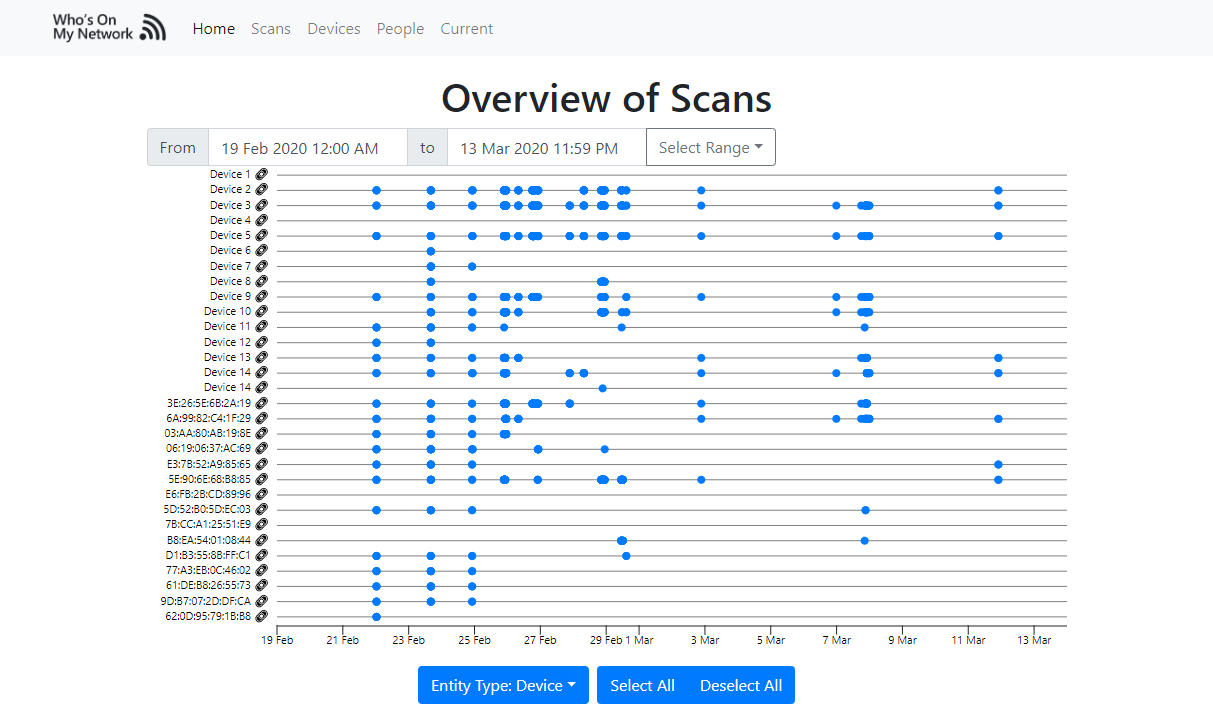 Who's On
My Network
Home Scans Devices People Current
Overview of Scans
From 19 Feb 2020 12:00 AM to 13 Mar 2020 11:59 PM Select Range
Device 1
Device 2
Device 3
Device 4
Device 5
Device 6
Device 7
Device 8
Device 9
Device 10
Device 11
Device 12
Device 13
Device 14
Device 14
3E:26:5E:6B:2A:19
6A:99:82:C4:1F:29
03:AA:80:AB:19:8E
06:19:06:37:AC:69
E3:7B:52:A9:85:65
5E:90:6E:68:B8:85
E6:FB:2B:CD:89:96
5D:52:B0:5D:EC:03
7B:CC:A1:25:51:E9
B8:EA:54:01:08:44
D1:B3:55:8B:FF:C1
77:A3:EB:0C:46:02
61:DE:B8:26:55:73
9D:B7:07:2D:DF:CA
62:0D:95:79:1B:B8
19 Feb 21 Feb 23 Feb 25 Feb 27 Feb 29 Feb 1 Mar 3 Mar 5 Mar 7 Mar 9 Mar 11 Mar 13 Mar
Entity Type: Device Select All Deselect All